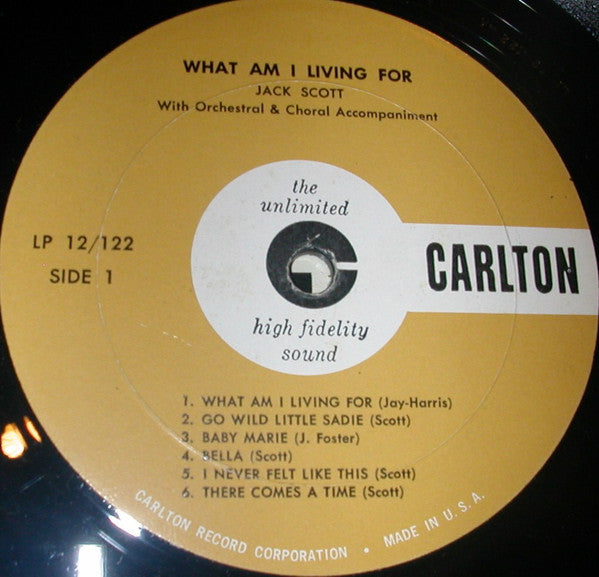 WHAT AM I LIVING FOR
JACK SCOTT
With Orchestral & Choral Accompaniment
the
unlimited
LP 12/122
SIDE 1
CARLTON
high fidelity
sound
1. WHAT AM I LIVING FOR (Jay-Harris)
2. GO WILD LITTLE SADIE (Scott)
3. BABY MARIE (J. Foster)
4. BELLA (Scott)
5. I NEVER FELT LIKE THIS (Scott)
6. THERE COMES A TIME (Scott)
CARLTON RECORD CORPORATION • MADE IN U.S.A.